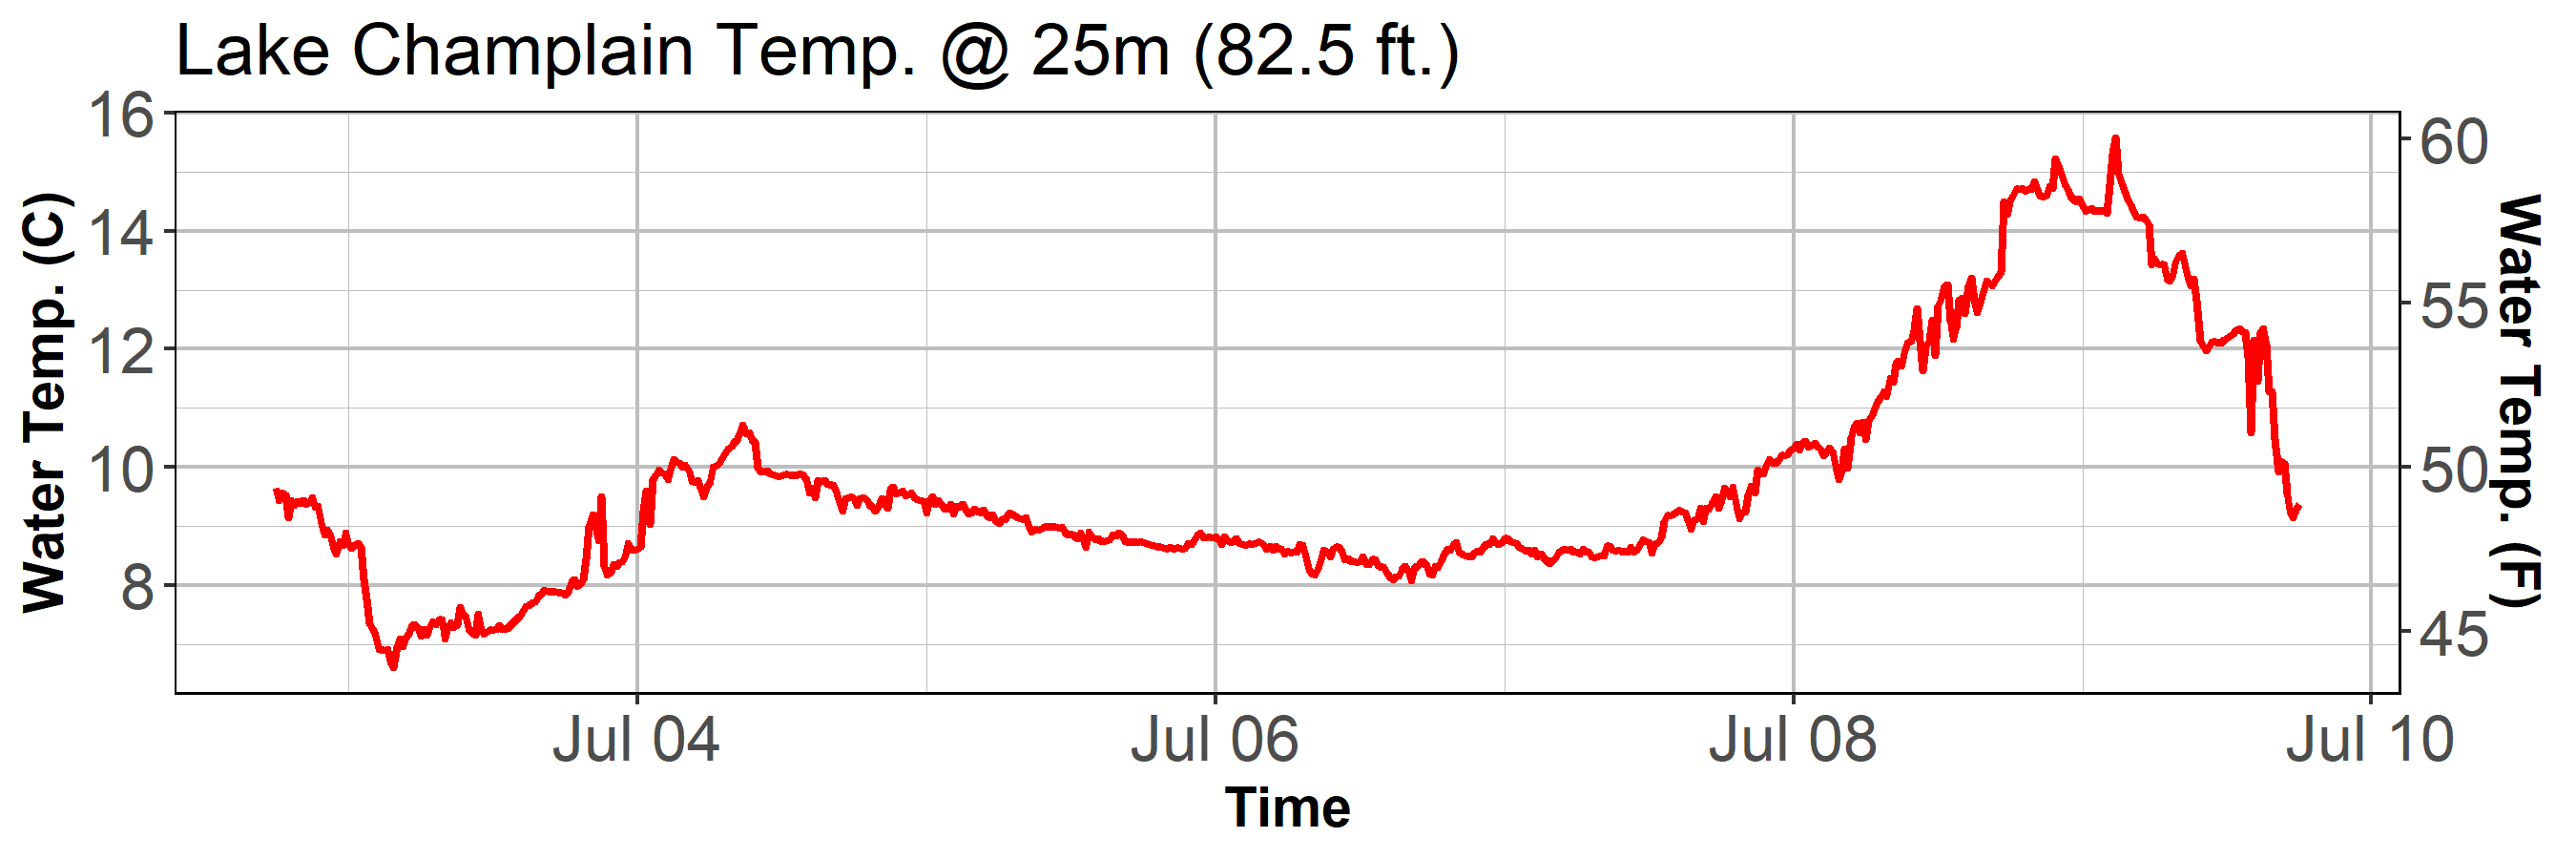 Lake Champlain Temp. @ 25m (82.5 ft.)
Water Temp. (C)
16
14
12
10
8
60
55
50
45
Water Temp. (F)
Jul 04 Jul 06 Jul 08 Jul 10
Time